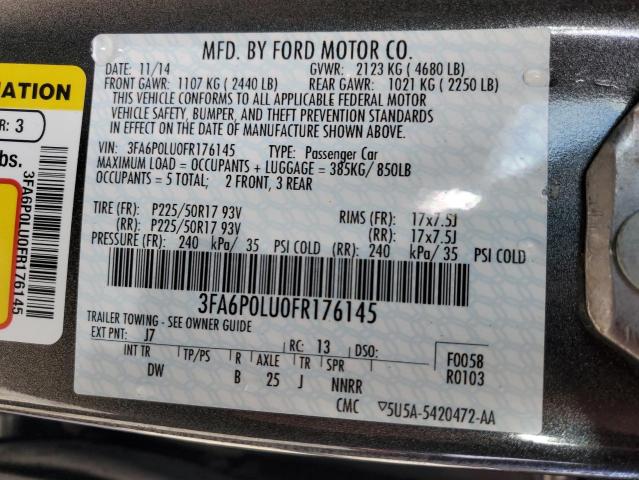 MFD. BY FORD MOTOR CO.
DATE: 11/14 GVWR: 2123 KG ( 4680 LB)
FRONT GAWR: 1107 KG ( 2440 LB) REAR GAWR: 1021 KG ( 2250 LB)
THIS VEHICLE CONFORMS TO ALL APPLICABLE FEDERAL MOTOR
VEHICLE SAFETY, BUMPER, AND THEFT PREVENTION STANDARDS
IN EFFECT ON THE DATE OF MANUFACTURE SHOWN ABOVE.
VIN: 3FA6P0LU0FR176145 TYPE: Passenger Car
MAXIMUM LOAD = OCCUPANTS + LUGGAGE = 385KG/ 850LB
OCCUPANTS = 5 TOTAL; 2 FRONT, 3 REAR
TIRE (FR): P225/50R17 93V RIMS (FR): 17x7.5J
(RR): P225/50R17 93V (RR): 17x7.5J
PRESSURE (FR): 240 kPa/ 35 PSI COLD (RR): 240 kPa/ 35 PSI COLD
3FA6P0LU0FR176145
TRAILER TOWING - SEE OWNER GUIDE
EXT PNT: J7 RC: 13 DSO: F0058
INT TR TP/PS R AXLE TR SPR R0103
DW B 25 J NNRR
CMC ▽5U5A-5420472-AA
MATION
R: 3
bs.
3FA6P0LU0FR176145